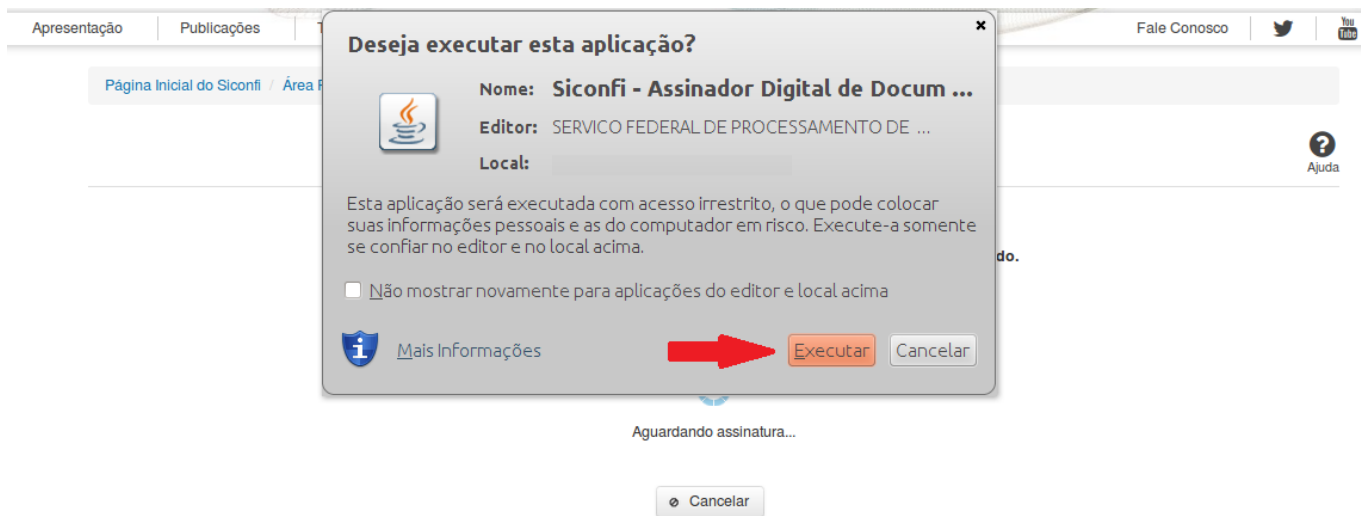 Apresentação Publicações Fale Conosco You Tube
Deseja executar esta aplicação?
Página Inicial do Siconfi / Área
Nome: Siconfi - Assinador Digital de Docum ...
Editor: SERVICO FEDERAL DE PROCESSAMENTO DE ...
Local:
Ajuda
Esta aplicação será executada com acesso irrestrito, o que pode colocar
suas informações pessoais e as do computador em risco. Execute-a somente
se confiar no editor e no local acima.
do.
Não mostrar novamente para aplicações do editor e local acima
Mais Informações Executar Cancelar
Aguardando assinatura...
Cancelar